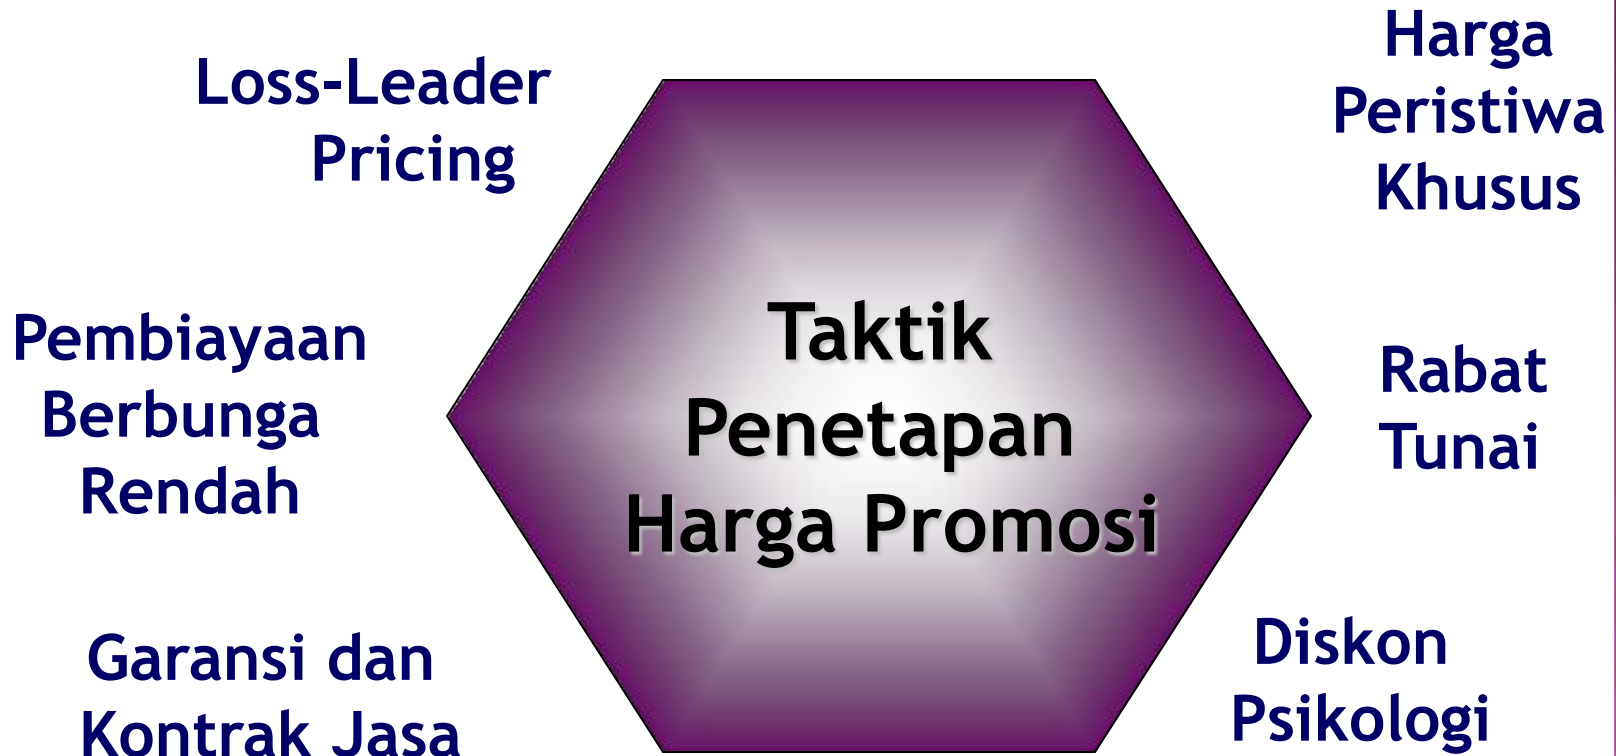 Loss-Leader
Pricing
Harga
Peristiwa
Khusus
Pembiayaan
Berbunga
Rendah
Taktik
Penetapan
Harga Promosi
Rabat
Tunai
Garansi dan
Kontrak Jasa
Diskon
Psikologi